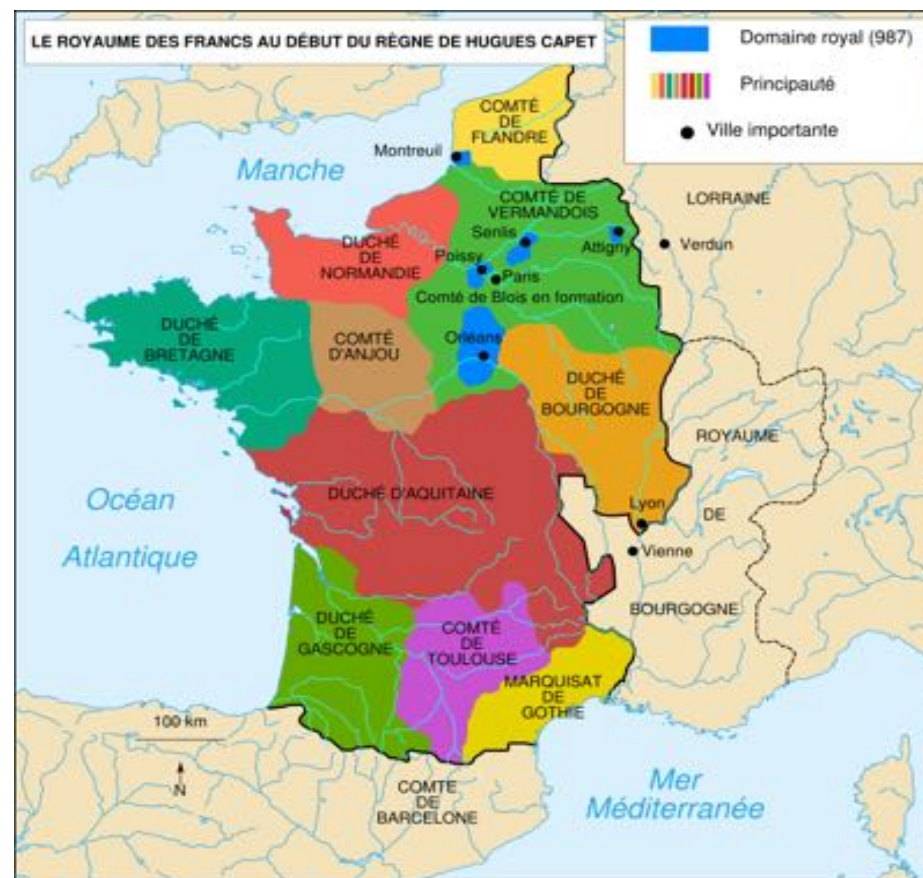 LE ROYAUME DES FRANCS AU DÉBUT DU RÈGNE DE HUGUES CAPET
Domaine royal (987)
Principauté
Ville importante
COMTÉ
DE
FLANDRE
Montreuil
Manche
COMTÉ DE
VERMANDOIS
LORRAINE
Senlis
Attigny
Verdun
DUCHÉ
DE
NORMANDIE
Poissy
Paris
Comté de Blois en formation
DUCHÉ
DE
BRETAGNE
COMTÉ
D'ANJOU
Orléans
DUCHÉ
DE
BOURGOGNE
ROYAUME
DE
BOURGOGNE
Océan
Atlantique
DUCHÉ D'AQUITAINE
Lyon
Vienne
DUCHÉ
DE
GASCOGNE
COMTÉ
DE
TOULOUSE
MARQUISAT
DE
GOTHIE
100 km
N
COMTE
DE
BARCELONE
Mer
Méditerranée